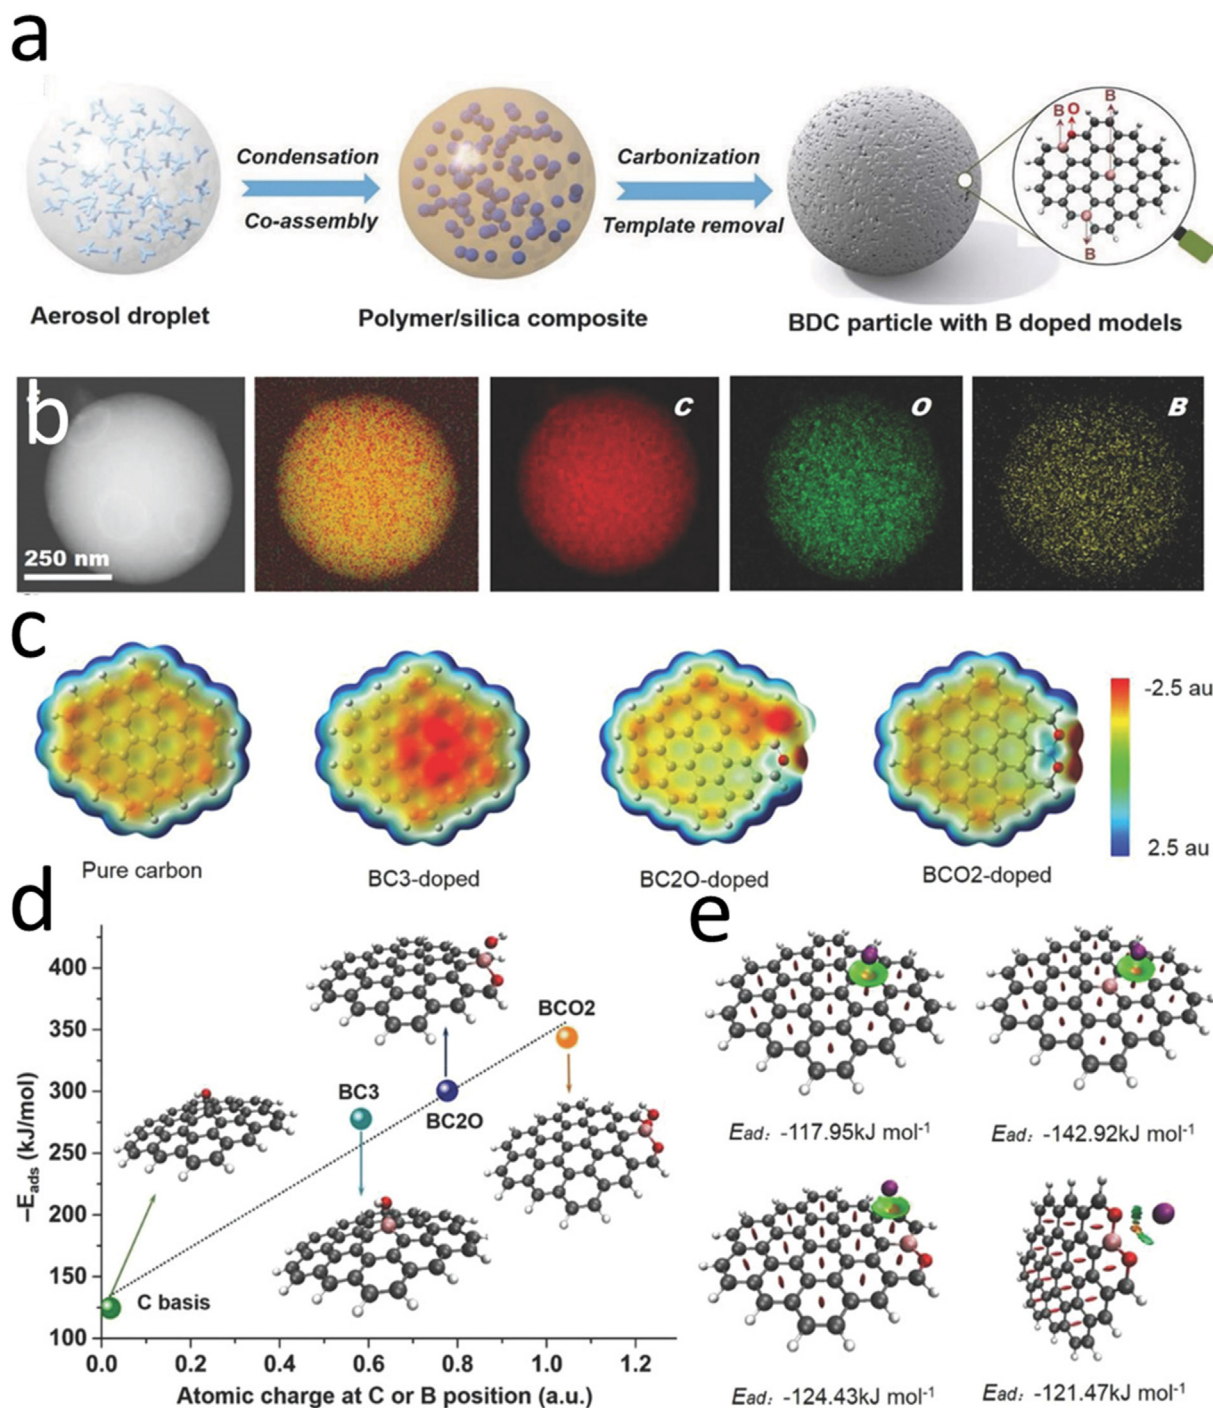 a
B O B
B
Condensation
Co-assembly
Carbonization
Template removal
Aerosol droplet
Polymer/silica composite
BDC particle with B doped models
b
C
O
B
250 nm
c
-2.5 au
2.5 au
Pure carbon
BC3-doped
BC2O-doped
BCO2-doped
d
–Eads (kJ/mol)
400
350
300
250
200
150
100
C basis
BC3
BC2O
BCO2
0.0 0.2 0.4 0.6 0.8 1.0 1.2
Atomic charge at C or B position (a.u.)
e
Ead: -117.95kJ mol-1
Ead: -142.92kJ mol-1
Ead: -124.43kJ mol-1
Ead: -121.47kJ mol-1